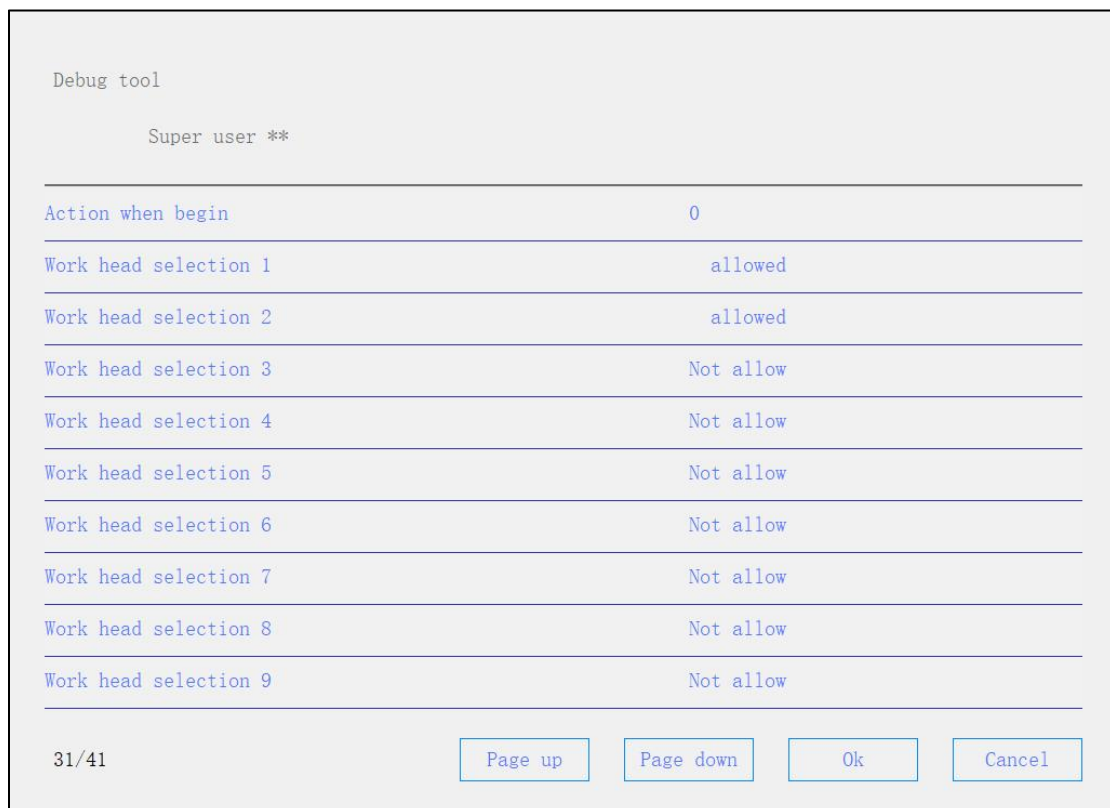 Debug tool
Super user **
Action when begin 0
Work head selection 1 allowed
Work head selection 2 allowed
Work head selection 3 Not allow
Work head selection 4 Not allow
Work head selection 5 Not allow
Work head selection 6 Not allow
Work head selection 7 Not allow
Work head selection 8 Not allow
Work head selection 9 Not allow
31/41 Page up Page down Ok Cancel